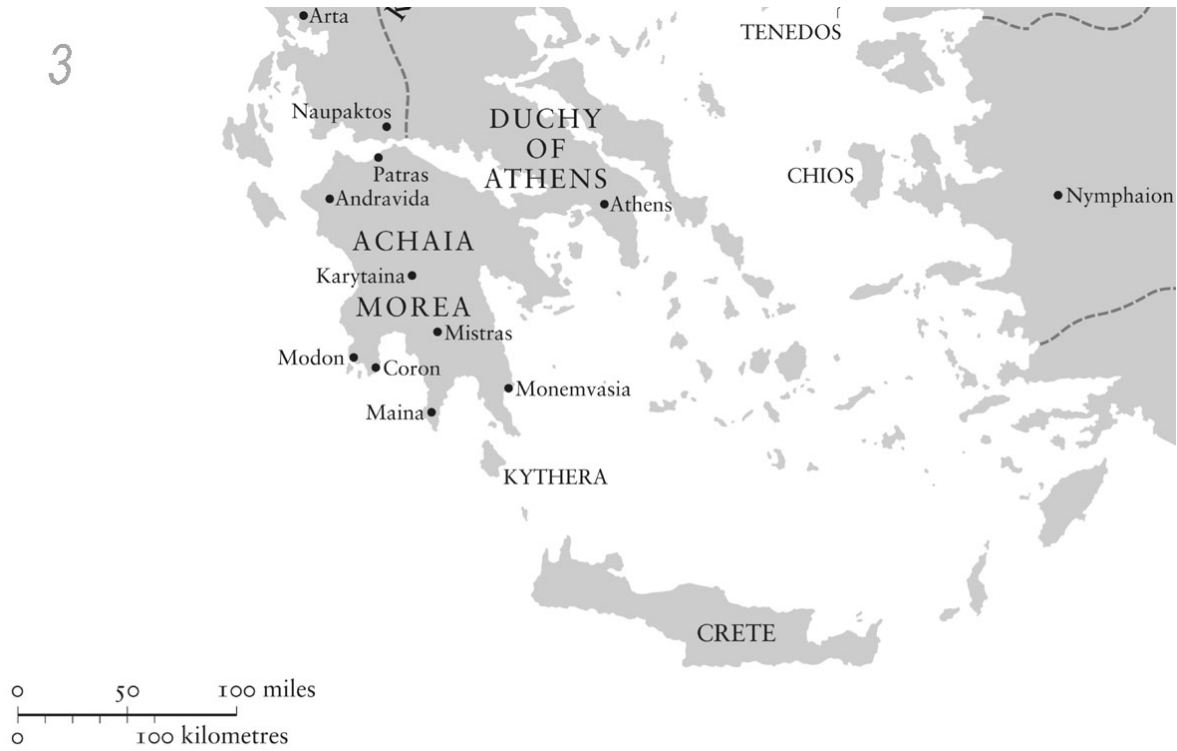 Arta
TENEDOS
3
Naupaktos
DUCHY
OF
ATHENS
Patras
CHIOS
Andravida
Athens
Nymphaion
ACHAIA
Karytaina
MOREA
Mistras
Modon
Coron
Monemvasia
Maina
KYTHERA
CRETE
0 50 100 miles
0 100 kilometres